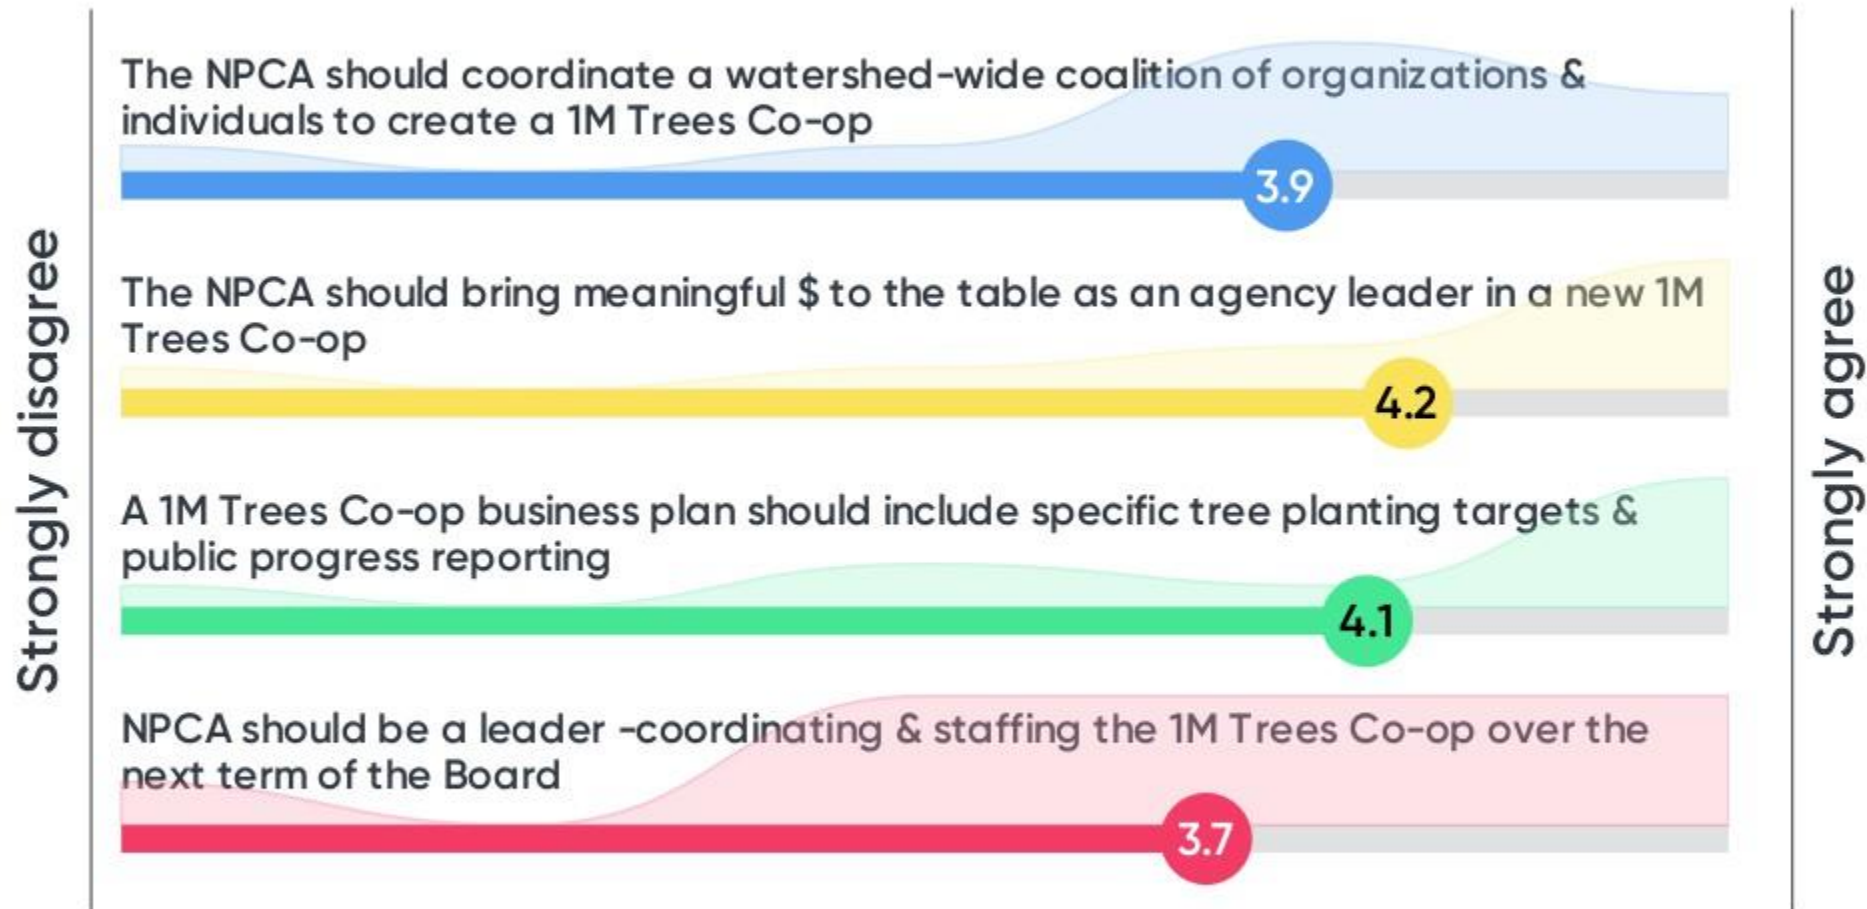 Strongly disagree
The NPCA should coordinate a watershed-wide coalition of organizations &
individuals to create a 1M Trees Co-op
3.9
The NPCA should bring meaningful $ to the table as an agency leader in a new 1M
Trees Co-op
4.2
A 1M Trees Co-op business plan should include specific tree planting targets &
public progress reporting
4.1
NPCA should be a leader -coordinating & staffing the 1M Trees Co-op over the
next term of the Board
3.7
Strongly agree